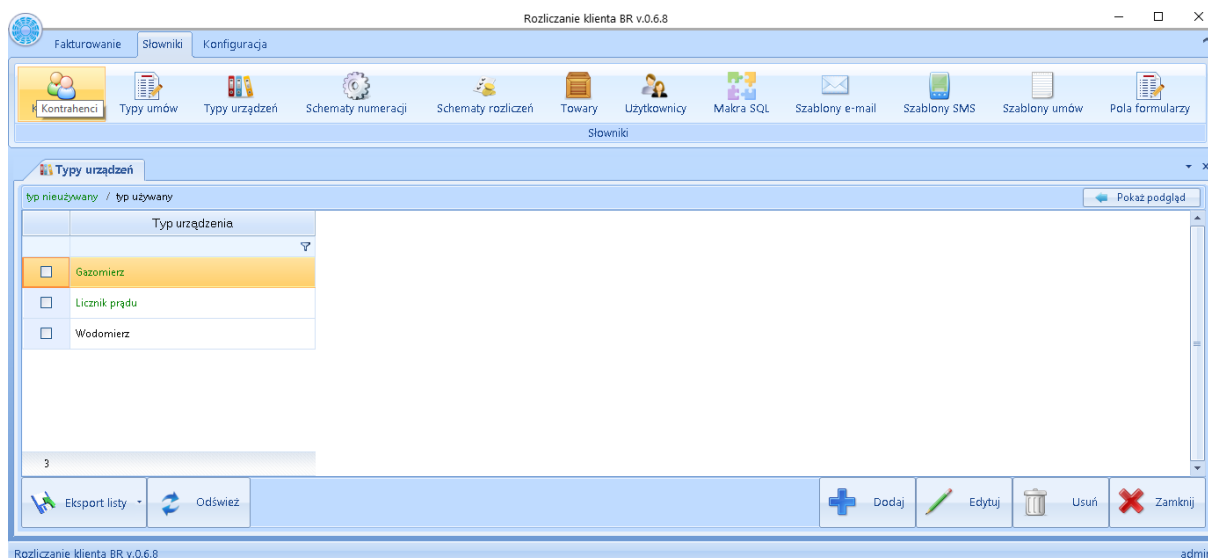 Rozliczanie klienta BR v.0.6.8
Fakturowanie Słowniki Konfiguracja
Kontrahenci Typy umów Typy urządzeń Schematy numeracji Schematy rozliczeń Towary Użytkownicy Makra SQL Szablony e-mail Szablony SMS Szablony umów Pola formularzy
Słowniki
Typy urządzeń
typ nieużywany / typ używany Pokaż podgląd
Typ urządzenia
Gazomierz
Licznik prądu
Wodomierz
3
Eksport listy Odśwież Dodaj Edytuj Usuń Zamknij
Rozliczanie klienta BR v.0.6.8 admin